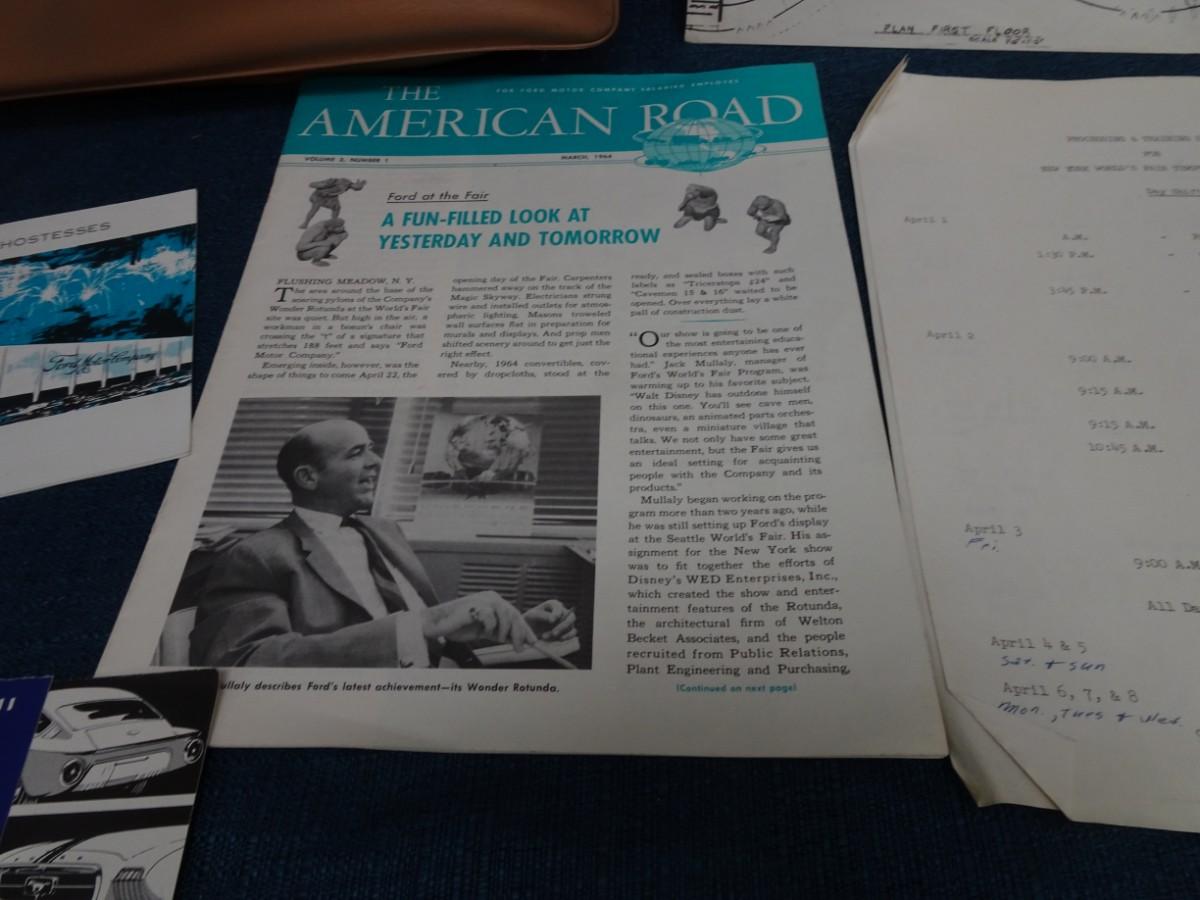 PLAN FIRST FLOOR
FOR FORD MOTOR COMPANY SALARIED EMPLOYES
THE
AMERICAN ROAD
VOLUME 2, NUMBER 1
MARCH, 1964
Ford at the Fair
A FUN-FILLED LOOK AT
YESTERDAY AND TOMORROW
FLUSHING MEADOW, N. Y.
The area around the base of the
soaring pylons of the Company's
Wonder Rotunda at the World's Fair
site was quiet. But high in the air, a
workman in a bosun's chair was
crossing the "t" of a signature that
stretches 188 feet and says "Ford
Motor Company."
Emerging inside, however, was the
shape of things to come April 22, the
opening day of the Fair. Carpenters
hammered away on the track of the
Magic Skyway. Electricians strung
wire and installed outlets for atmos-
pheric lighting. Masons troweled
wall surfaces flat in preparation for
murals and displays. And prop men
shifted scenery around to get just the
right effect.
Nearby, 1964 convertibles, cov-
ered by dropcloths, stood at the
ready, and sealed boxes with such
labels as "Triceratops #24" and
"Cavemen 15 & 16" waited to be
opened. Over everything lay a white
pall of construction dust.
"Our show is going to be one of
the most entertaining educa-
tional experiences anyone has ever
had," Jack Mullaly, manager of
Ford's World's Fair Program, was
warming up to his favorite subject.
"Walt Disney has outdone himself
on this one. You'll see cave men,
dinosaurs, an animated parts orches-
tra, even a miniature village that
talks. We not only have some great
entertainment, but the Fair gives us
an ideal setting for acquainting
people with the Company and its
products."
Mullaly began working on the pro-
gram more than two years ago, while
he was still setting up Ford's display
at the Seattle World's Fair. His as-
signment for the New York show
was to fit together the efforts of
Disney's WED Enterprises, Inc.,
which created the show and enter-
tainment features of the Rotunda,
the architectural firm of Welton
Becket Associates, and the people
recruited from Public Relations,
Plant Engineering and Purchasing,
(Continued on next page)
ullaly describes Ford's latest achievement—its Wonder Rotunda.
HOSTESSES
Ford Motor Company
PROCESSING & TRAINING
FOR
NEW YORK WORLD'S FAIR
April 1
A.M. -
1:30 P.M. -
3:45 P.M. -
April 2
9:00 A.M.
9:15 A.M.
9:15 A.M.
10:45 A.M.
April 3
Fri
9:00 A.M
All Da
April 4 & 5
Sat. + Sun
April 6, 7, & 8
Mon., Tues + Wed.